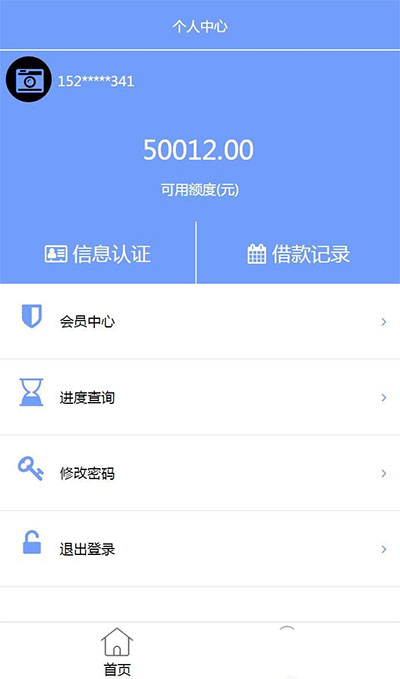 个人中心
152*****341
50012.00
可用额度(元)
信息认证
借款记录
会员中心
进度查询
修改密码
退出登录
首页